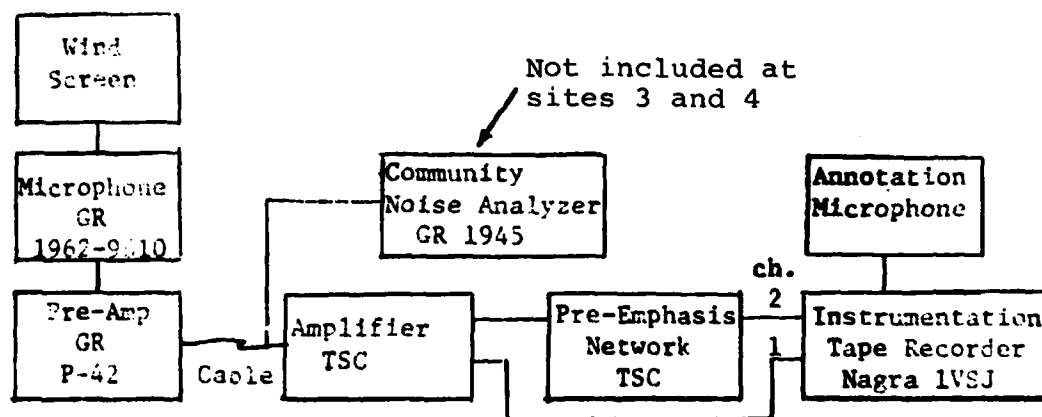 Wind
Screen
Not included at
sites 3 and 4
Microphone
GR
Community
Noise Analyzer
GR 1945
Annotation
Microphone
Pre-Amp
GR
P-42
Cable
Amplifier
TSC
Pre-Emphasis
Network
TSC
ch.
2
1
Instrumentation
Tape Recorder
Nagra 1VSJ